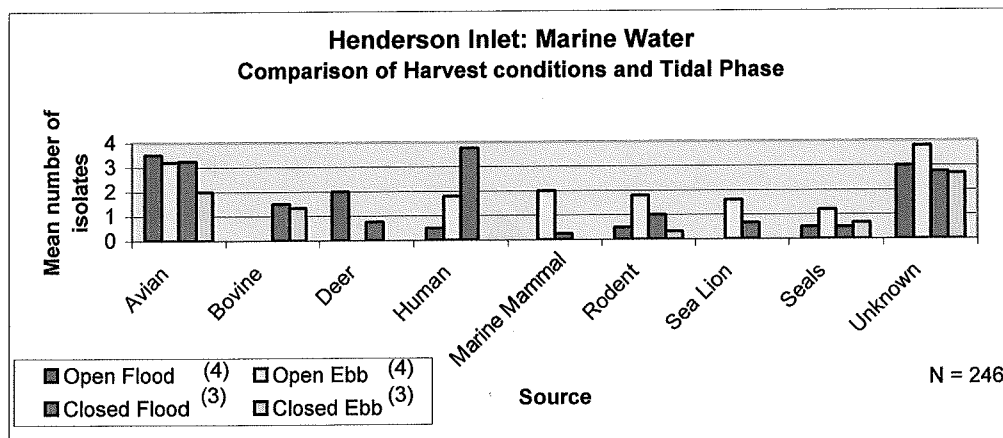 Henderson Inlet: Marine Water
Comparison of Harvest conditions and Tidal Phase
Mean number of
isolates
4
3
2
1
0
Avian
Bovine
Deer
Human
Marine Mammal
Rodent
Sea Lion
Seals
Unknown
Open Flood (4) Open Ebb (4)
Closed Flood (3) Closed Ebb (3)
Source
N = 246